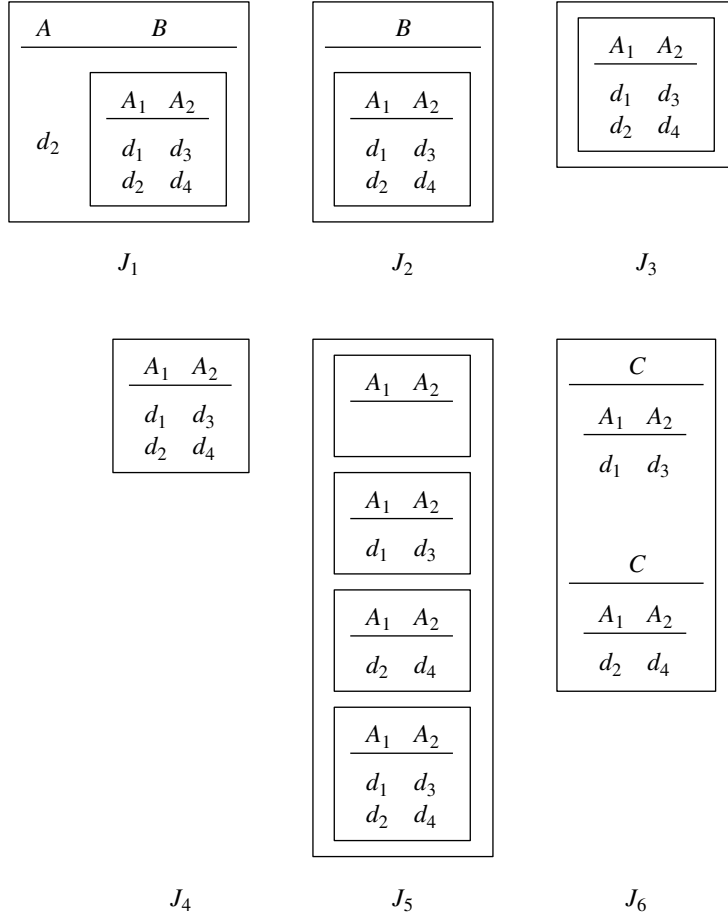 A B
A₁ A₂
d₂
d₁ d₃
d₂ d₄
J₁
B
A₁ A₂
d₁ d₃
d₂ d₄
J₂
A₁ A₂
d₁ d₃
d₂ d₄
J₃
A₁ A₂
d₁ d₃
d₂ d₄
J₄
A₁ A₂
A₁ A₂
d₁ d₃
A₁ A₂
d₂ d₄
A₁ A₂
d₁ d₃
d₂ d₄
J₅
C
A₁ A₂
d₁ d₃
C
A₁ A₂
d₂ d₄
J₆